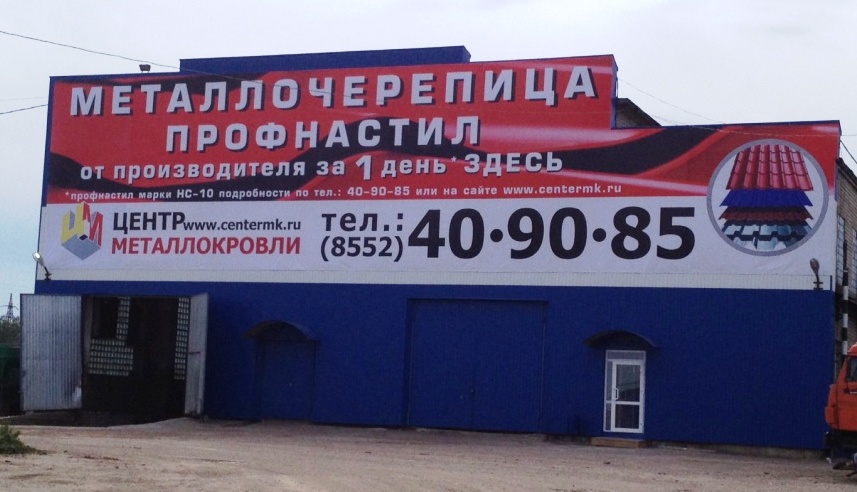 МЕТАЛЛОЧЕРЕПИЦА
ПРОФНАСТИЛ
от производителя за 1 день* ЗДЕСЬ
*профнастил марки НС-10 подробности по тел.: 40-90-85 или на сайте www.centermk.ru
ЦЕНТР www.centermk.ru
МЕТАЛЛОКРОВЛИ
тел.:
(8552) 40•90•85